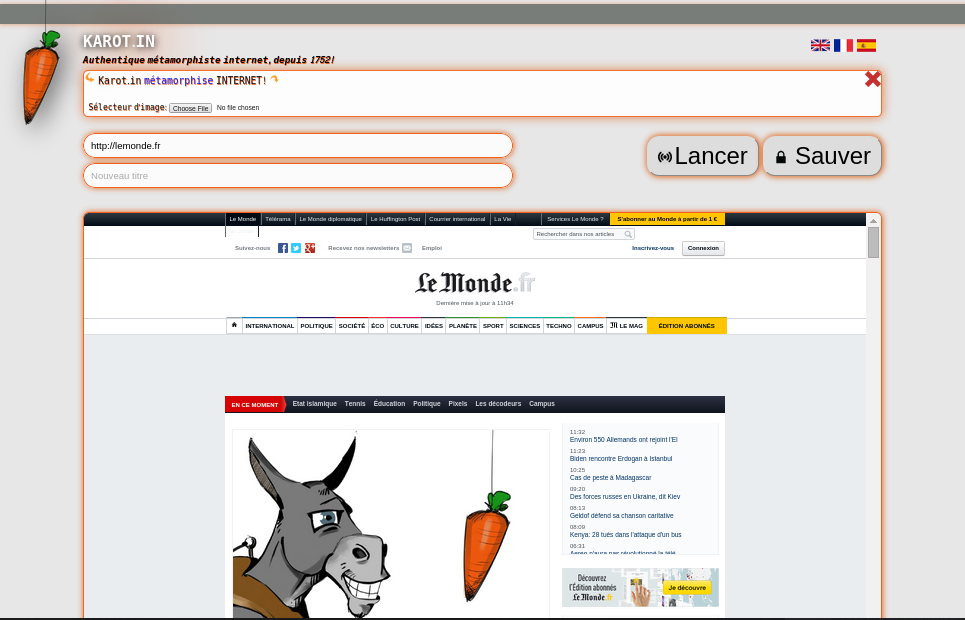 KAROT.IN
Authentique métamorphiste internet, depuis 1752!
Karot.in métamorphise INTERNET!
Sélecteur d'image: Choose File No file chosen
http://lemonde.fr
Lancer Sauver
Nouveau titre
Le Monde Télérama Le Monde diplomatique Le Huffington Post Courrier international La Vie Services Le Monde ? S'abonner au Monde à partir de 1 €
Rechercher dans nos articles
Suivez-nous Recevez nos newsletters Emploi Inscrivez-vous Connexion
Le Monde.fr
Dernière mise à jour à 11h34
INTERNATIONAL POLITIQUE SOCIÉTÉ ÉCO CULTURE IDÉES PLANÈTE SPORT SCIENCES TECHNO CAMPUS M LE MAG ÉDITION ABONNÉS
EN CE MOMENT Etat islamique Tennis Éducation Politique Pixels Les décodeurs Campus
11:32
Environ 550 Allemands ont rejoint l'EI
11:23
Biden rencontre Erdogan à Istanbul
10:25
Cas de peste à Madagascar
09:20
Des forces russes en Ukraine, dit Kiev
08:13
Geldof défend sa chanson caritative
08:09
Kenya: 28 tués dans l'attaque d'un bus
06:31
Découvrez
l'Édition abonnés
Le Monde.fr
Je découvre